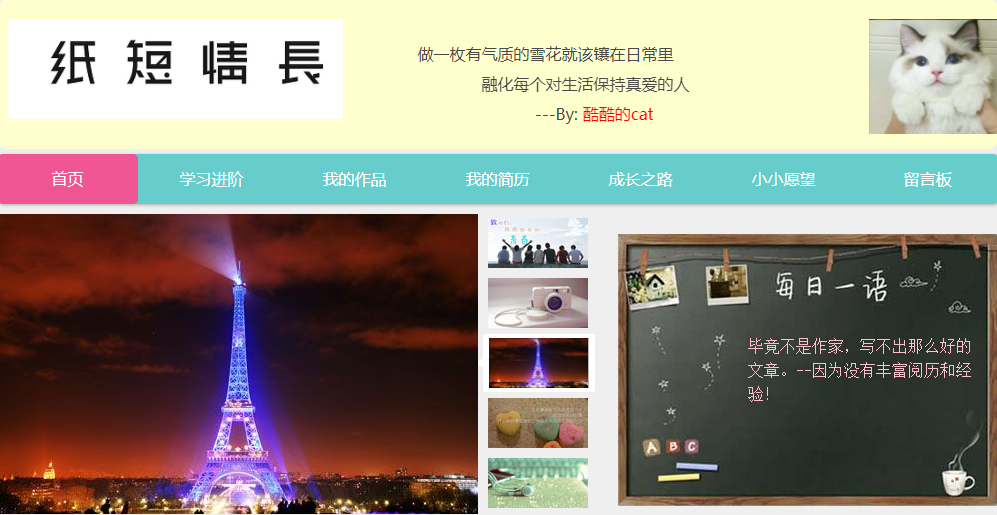 纸短情長
做一枚有气质的雪花就该镶在日常里
融化每个对生活保持真爱的人
---By: 酷酷的cat
首页 学习进阶 我的作品 我的简历 成长之路 小小愿望 留言板
青春
每日一语
毕竟不是作家，写不出那么好的
文章。--因为没有丰富阅历和经
验!
A B C